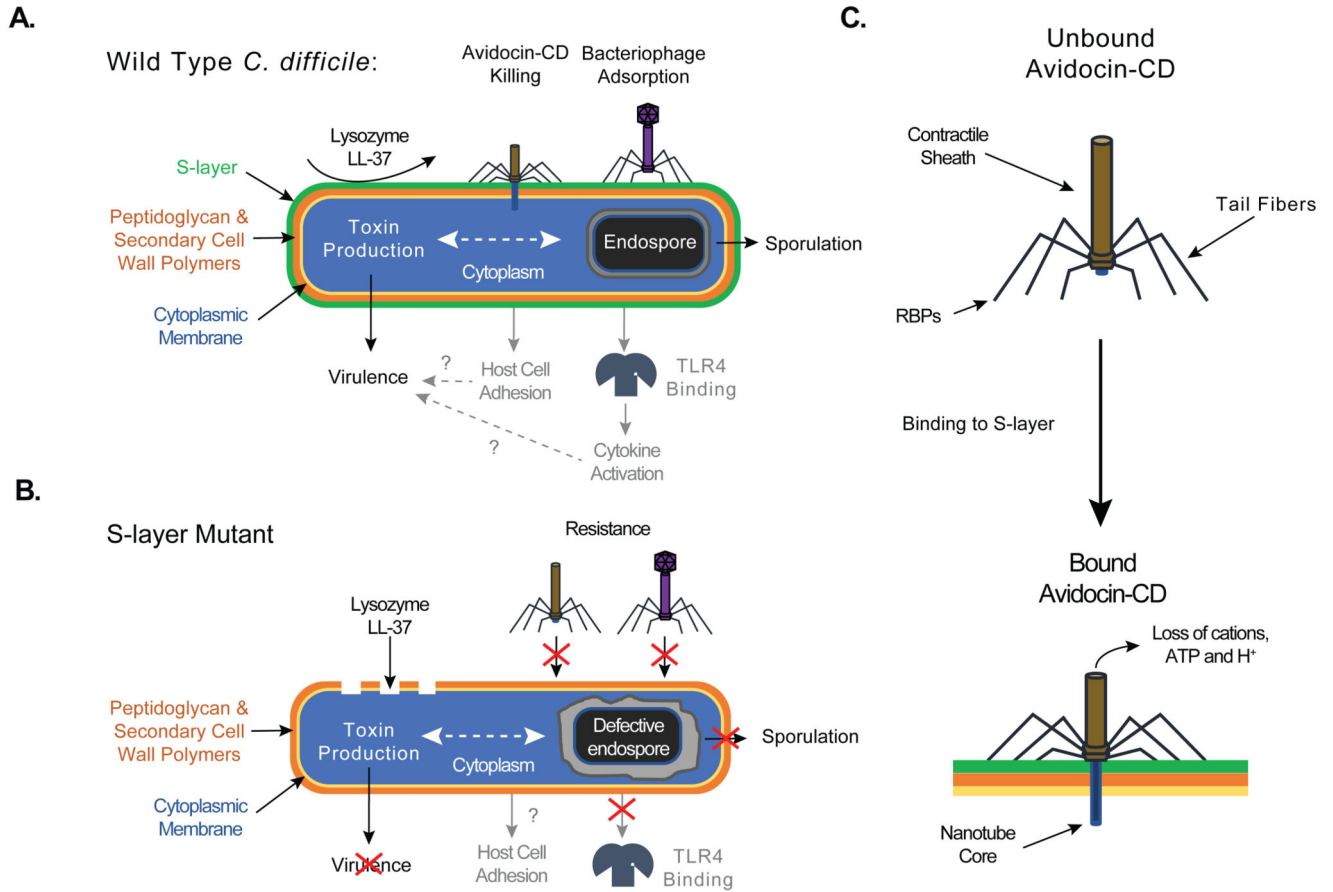 A.
Wild Type C. difficile:
Avidocin-CD
Killing
Bacteriophage
Adsorption
Lysozyme
LL-37
S-layer
Peptidoglycan &
Secondary Cell
Wall Polymers
Cytoplasmic
Membrane
Toxin
Production
Cytoplasm
Endospore
Sporulation
Virulence
?
Host Cell
Adhesion
TLR4
Binding
?
Cytokine
Activation
B.
S-layer Mutant
Resistance
Lysozyme
LL-37
Peptidoglycan &
Secondary Cell
Wall Polymers
Cytoplasmic
Membrane
Toxin
Production
Cytoplasm
Defective
endospore
Sporulation
Virulence
?
Host Cell
Adhesion
TLR4
Binding
C.
Unbound
Avidocin-CD
Contractile
Sheath
Tail Fibers
RBPs
Binding to S-layer
Bound
Avidocin-CD
Loss of cations,
ATP and H⁺
Nanotube
Core